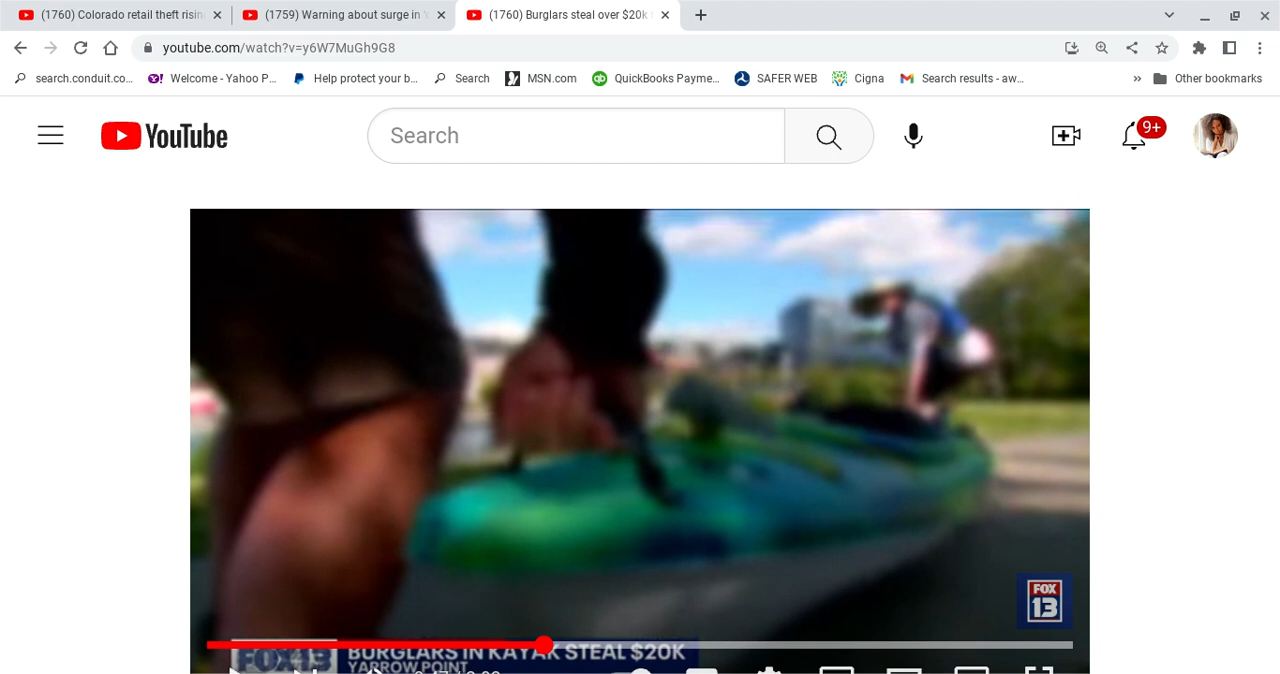 (1760) Colorado retail theft risin
(1759) Warning about surge in 'c
(1760) Burglars steal over $20k
youtube.com/watch?v=y6W7MuGh9G8
search.conduit.co...
Welcome - Yahoo P...
Help protect your b...
Search
MSN.com
QuickBooks Payme...
SAFER WEB
Cigna
Search results - aw...
»
Other bookmarks
YouTube
Search
9+
FOX
13
FOX13
BURGLARS IN KAYAK STEAL $20K
YARROW POINT